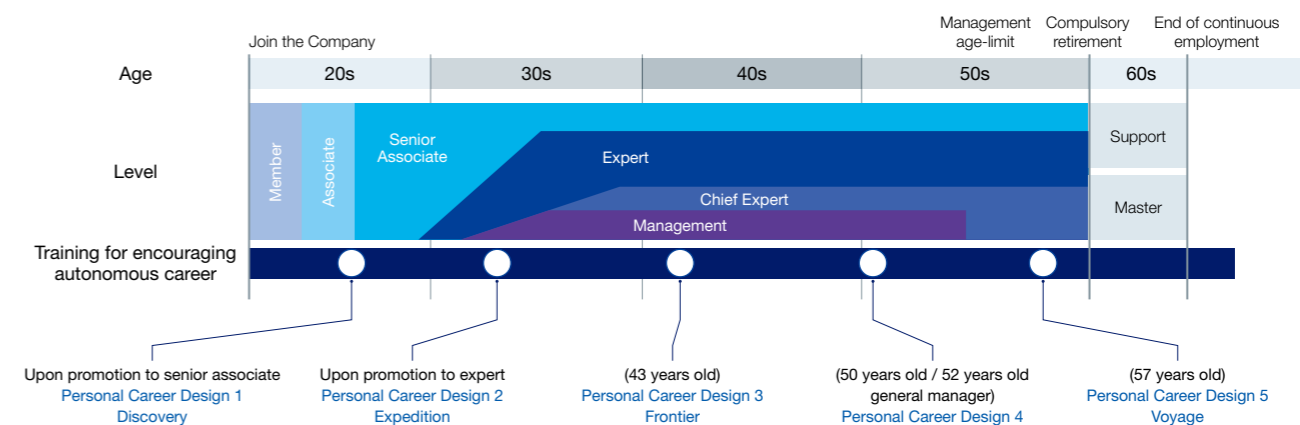 Join the Company
Management
age-limit
Compulsory
retirement
End of continuous
employment
Age
20s
30s
40s
50s
60s
Level
Member
Associate
Senior
Associate
Expert
Chief Expert
Management
Support
Master
Training for encouraging
autonomous career
Upon promotion to senior associate
Personal Career Design 1
Discovery
Upon promotion to expert
Personal Career Design 2
Expedition
(43 years old)
Personal Career Design 3
Frontier
(50 years old / 52 years old
general manager)
Personal Career Design 4
(57 years old)
Personal Career Design 5
Voyage